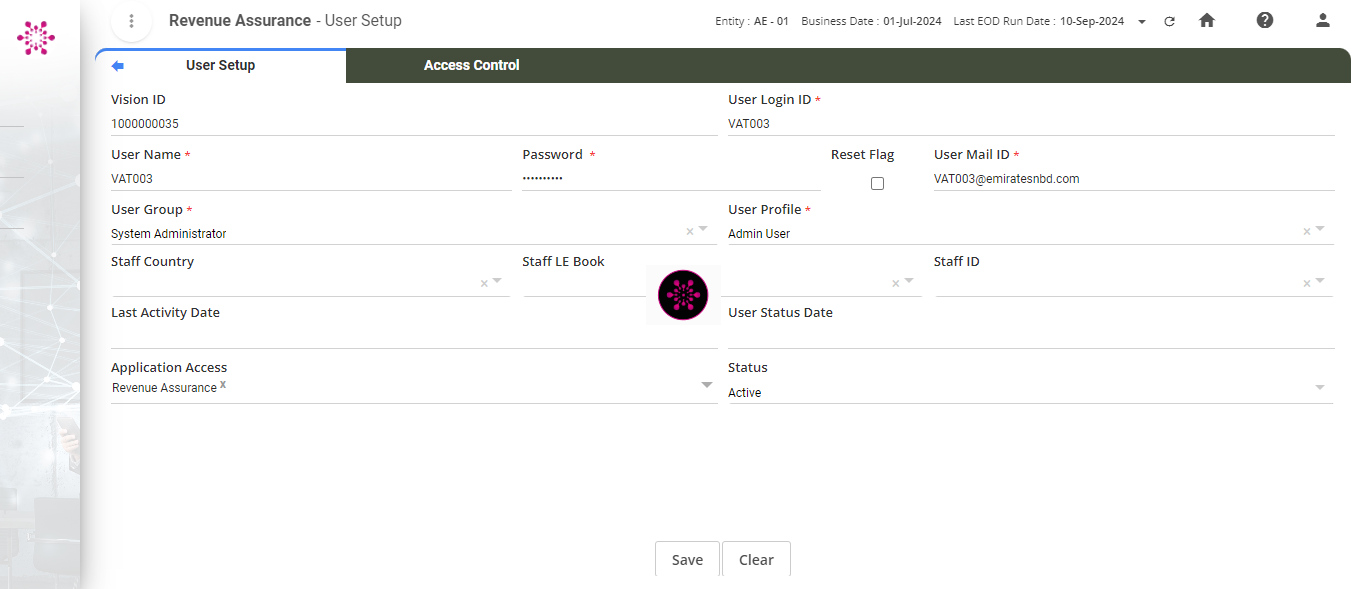 Revenue Assurance - User Setup
Entity : AE - 01 Business Date : 01-Jul-2024 Last EOD Run Date : 10-Sep-2024
User Setup
Access Control
Vision ID
1000000035
User Login ID *
VAT003
User Name *
VAT003
Password *
••••••••••
Reset Flag
User Mail ID *
VAT003@emiratesnbd.com
User Group *
System Administrator
User Profile *
Admin User
Staff Country
Staff LE Book
Staff ID
Last Activity Date
User Status Date
Application Access
Revenue Assurance x
Status
Active
Save
Clear